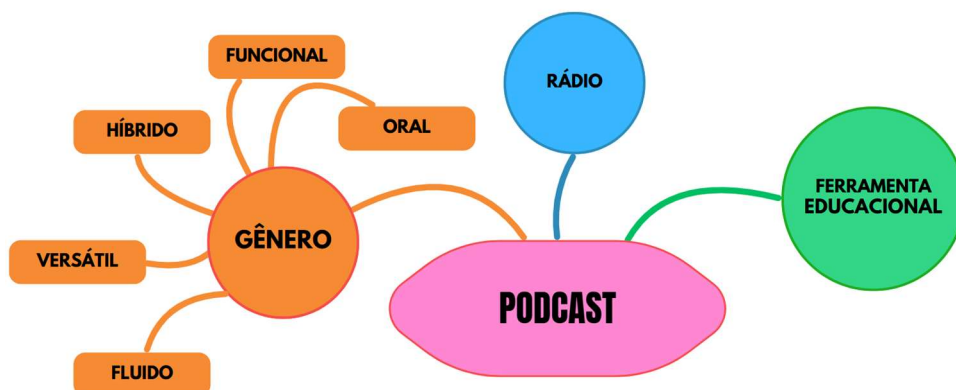 FUNCIONAL
RÁDIO
ORAL
HÍBRIDO
FERRAMENTA
EDUCACIONAL
GÊNERO
VERSÁTIL
PODCAST
FLUIDO